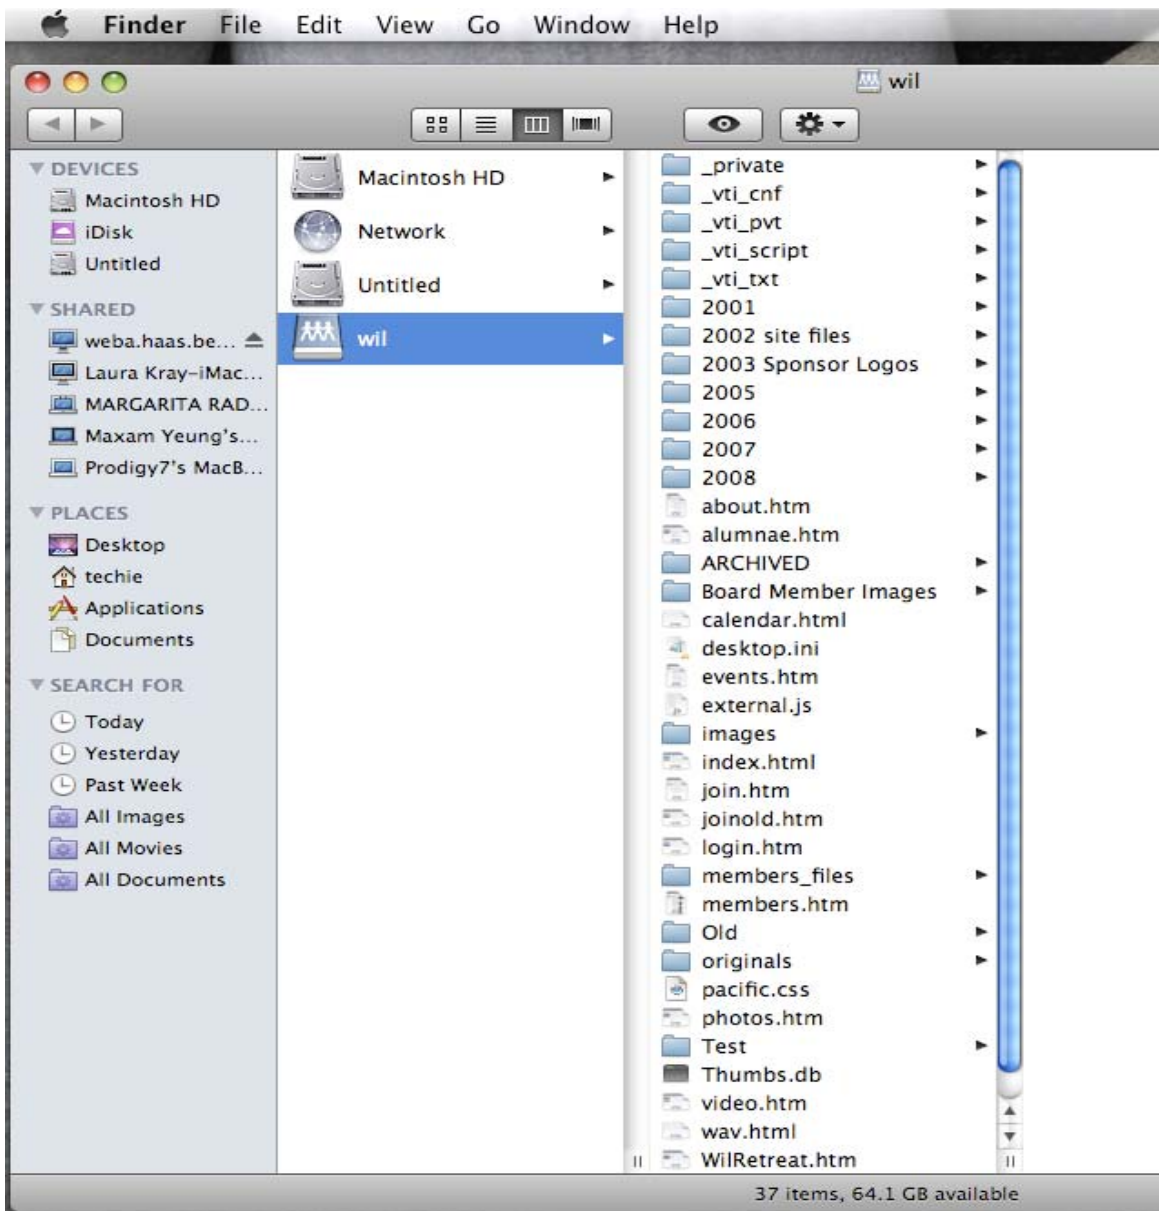 Finder File Edit View Go Window Help
wil
DEVICES
Macintosh HD
iDisk
Untitled
SHARED
weba.haas.be...
Laura Kray-iMac...
MARGARITA RAD...
Maxam Yeung's...
Prodigy7's MacB...
PLACES
Desktop
techie
Applications
Documents
SEARCH FOR
Today
Yesterday
Past Week
All Images
All Movies
All Documents
Macintosh HD
Network
Untitled
wil
_private
_vti_cnf
_vti_pvt
_vti_script
_vti_txt
2001
2002 site files
2003 Sponsor Logos
2005
2006
2007
2008
about.htm
alumnae.htm
ARCHIVED
Board Member Images
calendar.html
desktop.ini
events.htm
external.js
images
index.html
join.htm
joinold.htm
login.htm
members_files
members.htm
Old
originals
pacific.css
photos.htm
Test
Thumbs.db
video.htm
wav.html
WilRetreat.htm
37 items, 64.1 GB available